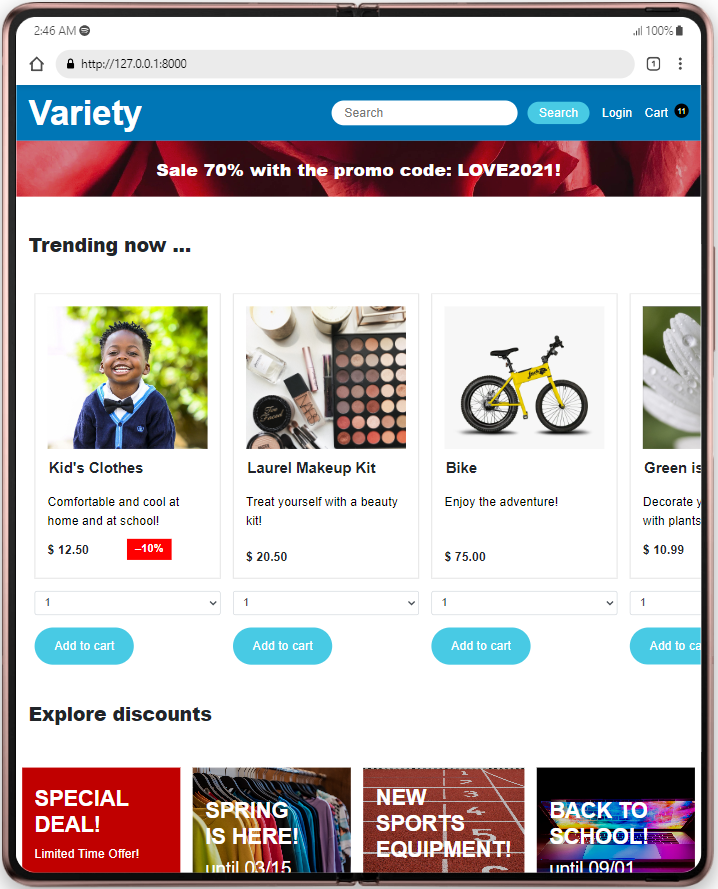 2:46 AM
100%
http://127.0.0.1:8000
1
Variety
Search
Search
Login
Cart
11
Sale 70% with the promo code: LOVE2021!
Trending now ...
Kid's Clothes
Comfortable and cool at
home and at school!
$ 12.50
–10%
1
Add to cart
Laurel Makeup Kit
Treat yourself with a beauty
kit!
$ 20.50
1
Add to cart
Bike
Enjoy the adventure!
$ 75.00
1
Add to cart
Green is
Decorate y
with plants
$ 10.99
1
Add to ca
Explore discounts
SPECIAL
DEAL!
Limited Time Offer!
SPRING
IS HERE!
until 03/15
NEW
SPORTS
EQUIPMENT!
BACK TO
SCHOOL!
until 09/01